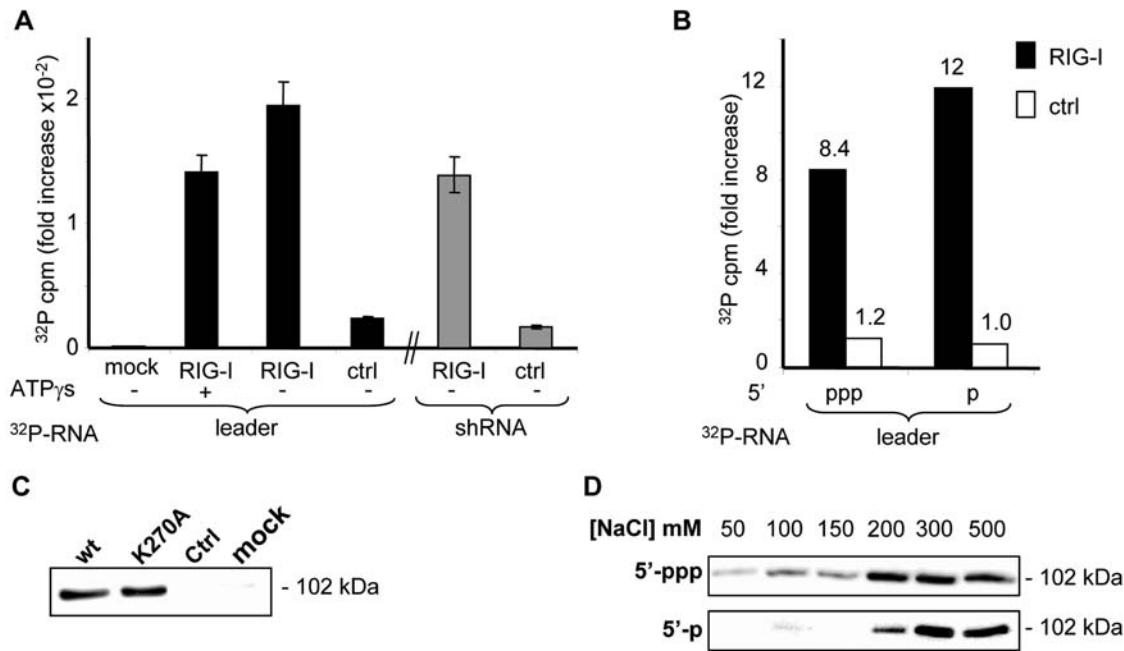 A
³²P cpm (fold increase x10⁻²)
2
1
0
mock RIG-I RIG-I ctrl RIG-I ctrl
ATPγs - + - - - -
³²P-RNA leader shRNA
B
³²P cpm (fold increase)
12
8
4
0
8.4
1.2
12
1.0
RIG-I
ctrl
5' ppp p
³²P-RNA leader
C
wt K270A Ctrl mock
- 102 kDa
D
[NaCl] mM 50 100 150 200 300 500
5'-ppp - 102 kDa
5'-p - 102 kDa